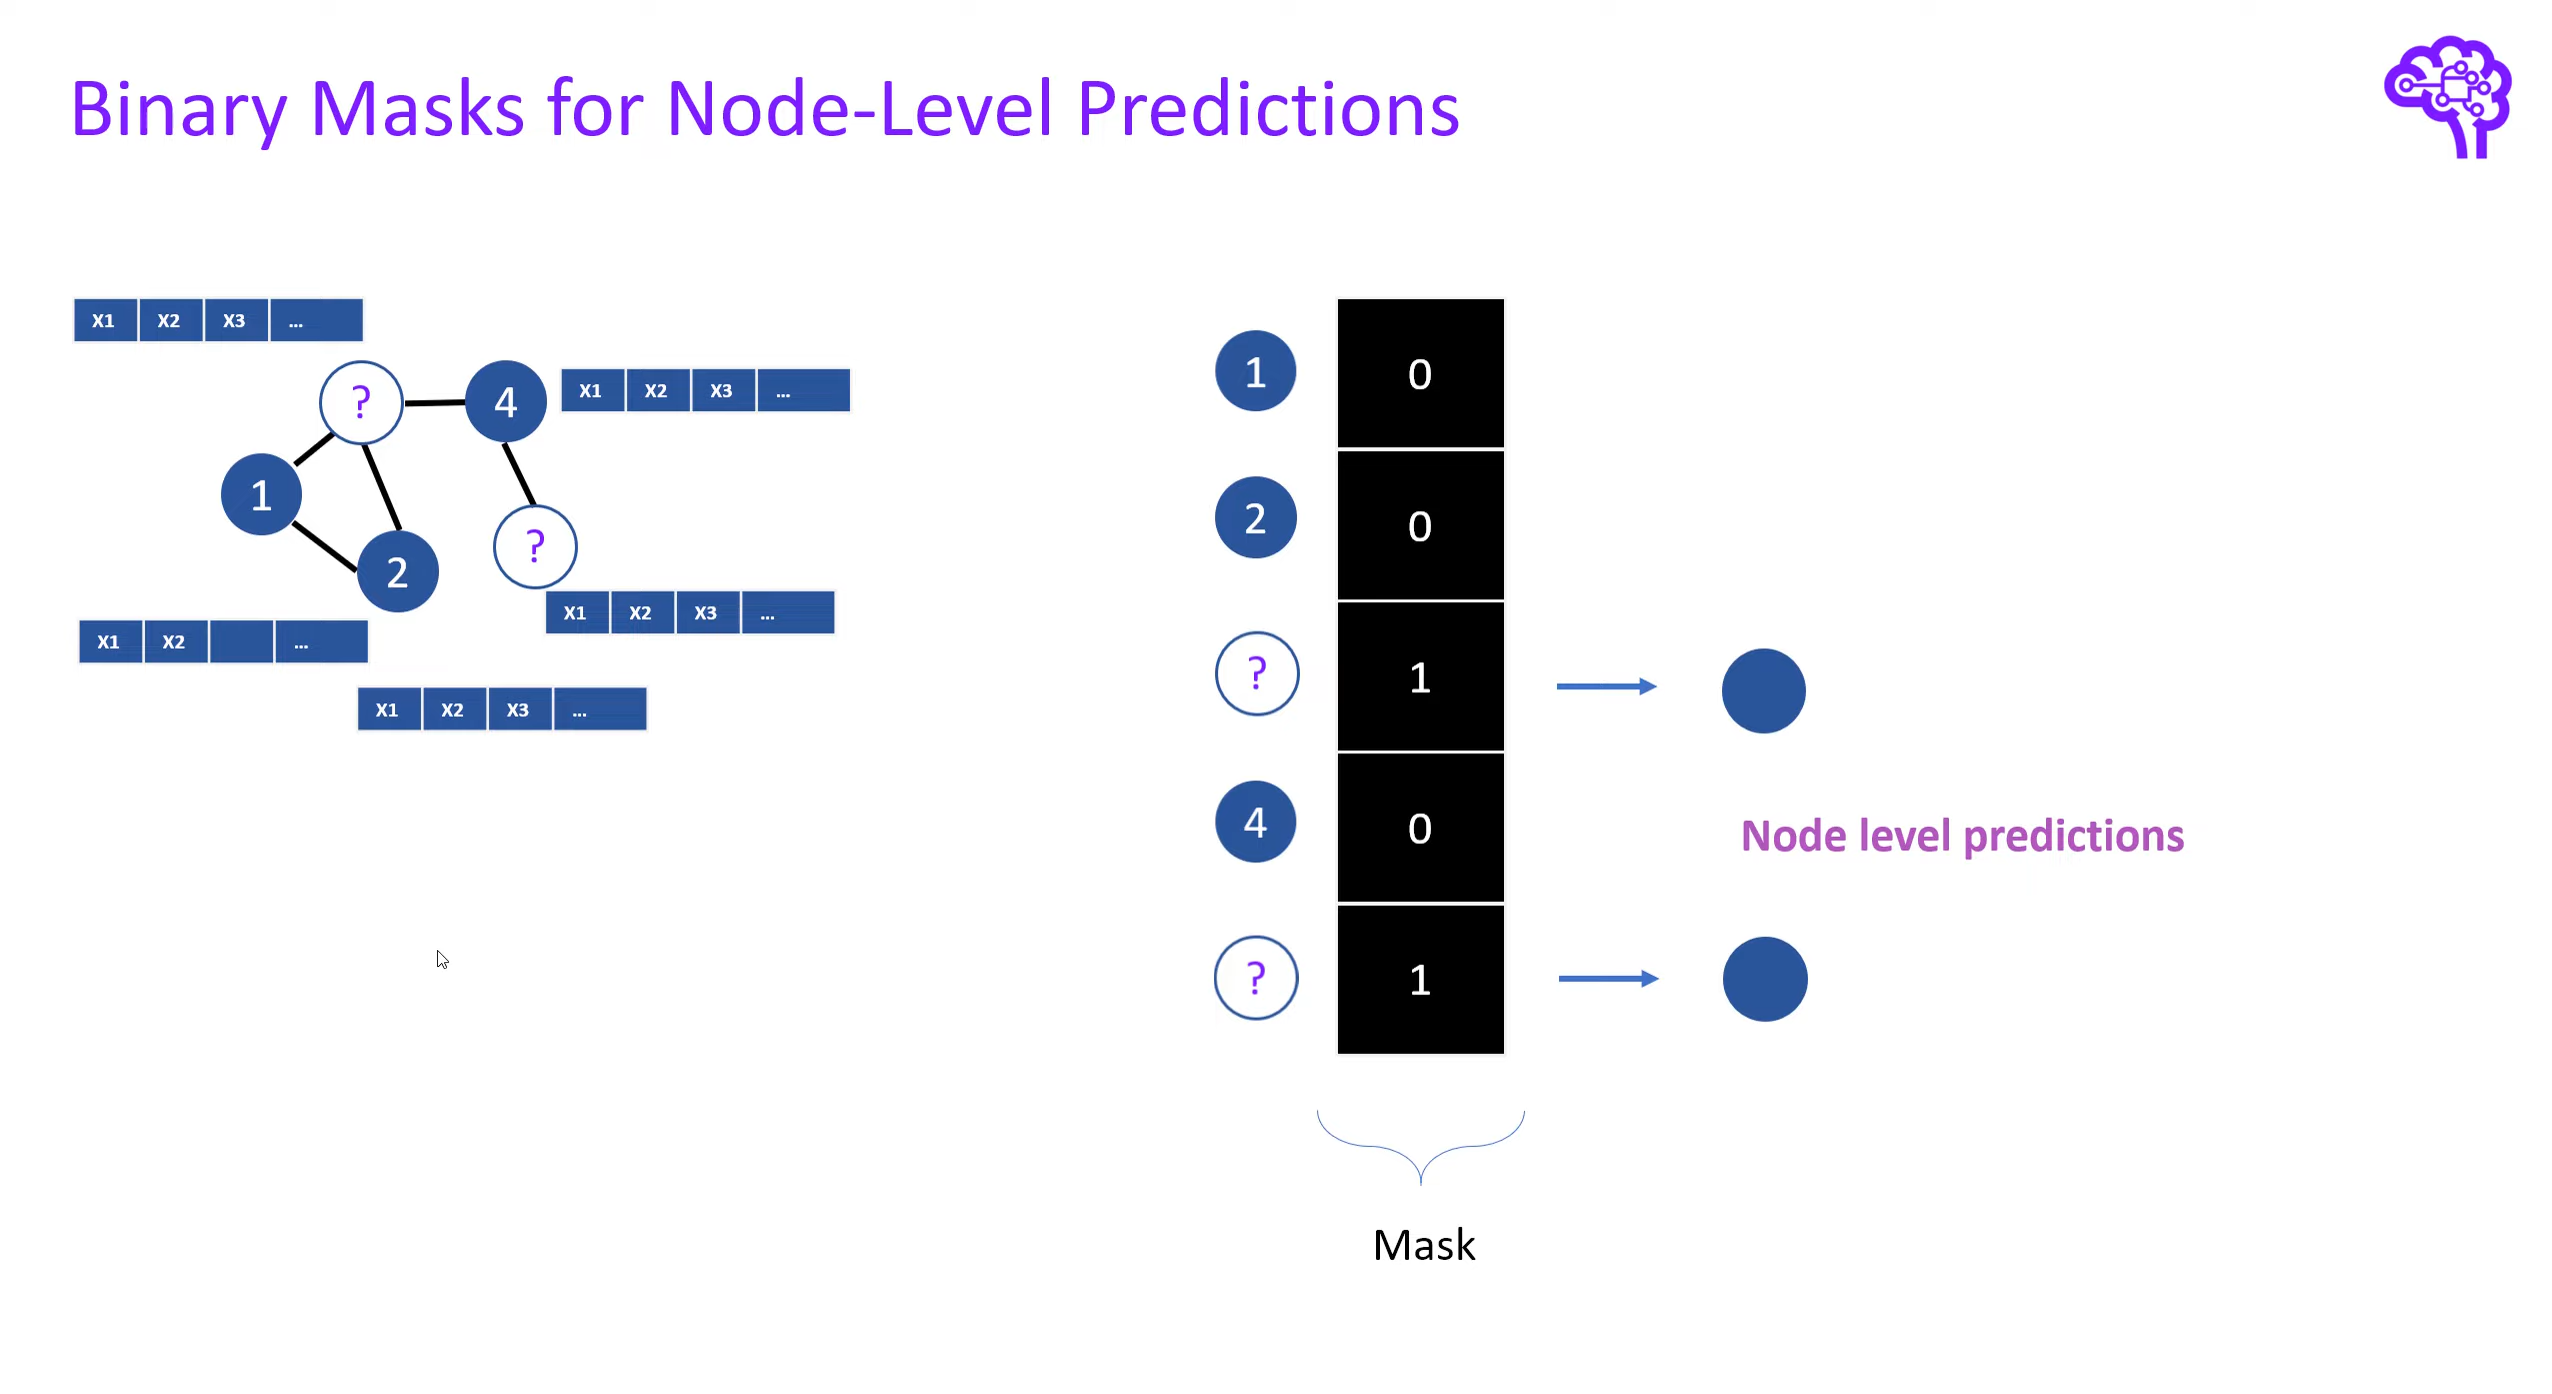 Binary Masks for Node-Level Predictions
X1 X2 X3 ...
? 4
X1 X2 X3 ...
1
?
2
X1 X2 X3 ...
X1 X2 ...
X1 X2 X3 ...
1 0
2 0
? 1
4 0
Node level predictions
? 1
Mask